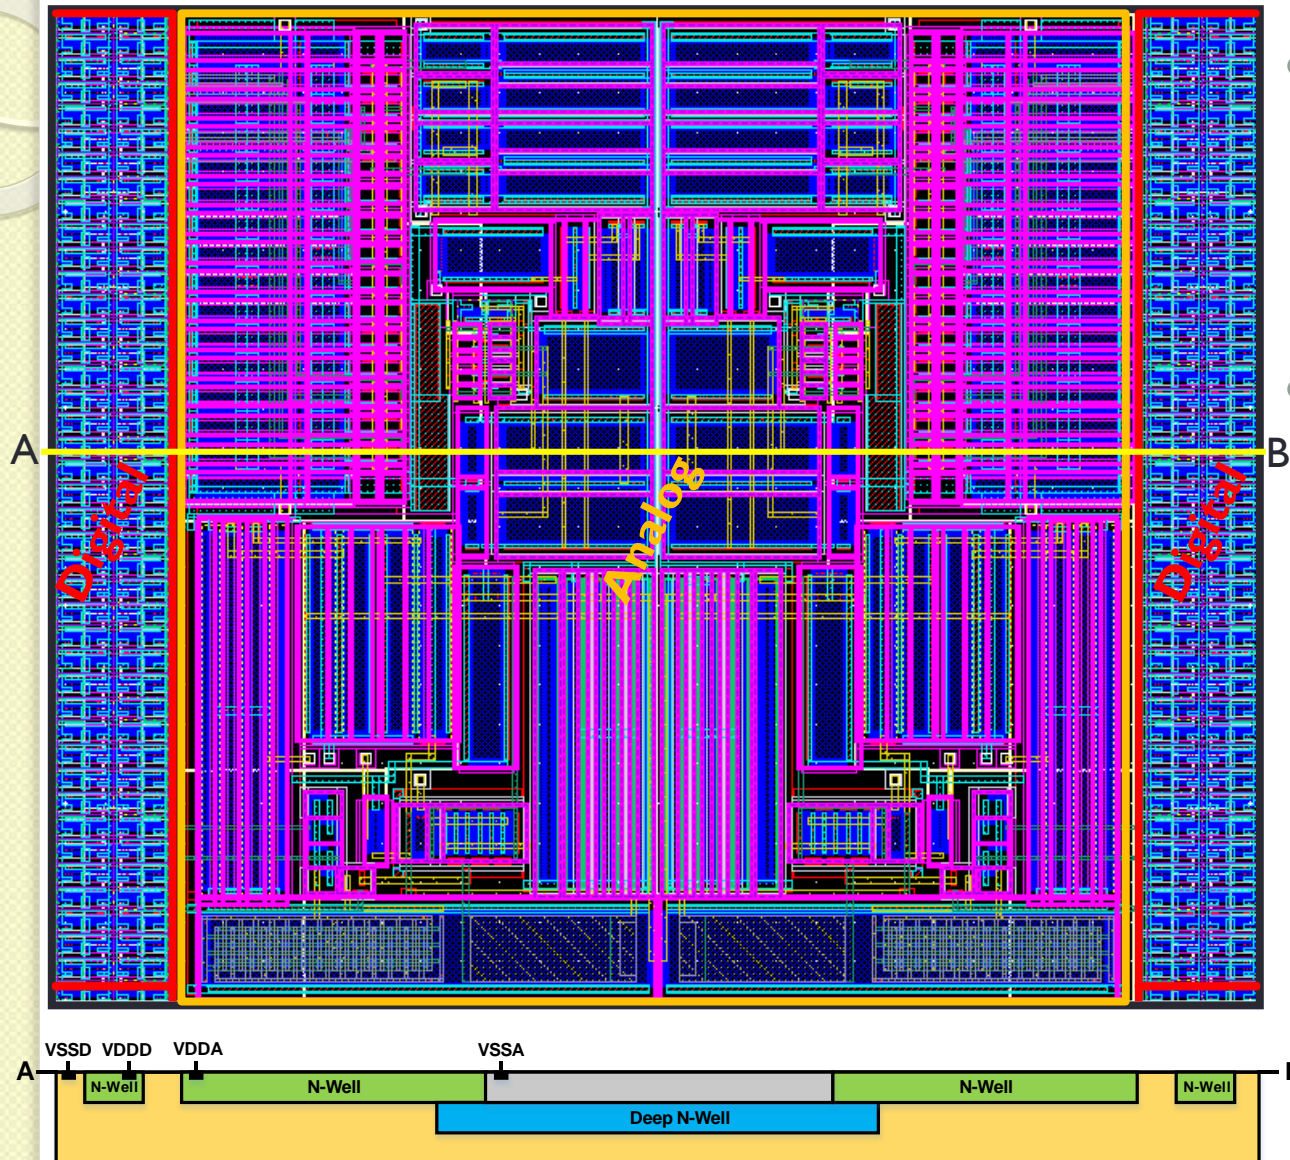 A
B
Digital
Analog
Digital
VSSD
VDDD
VDDA
VSSA
A
N-Well
N-Well
N-Well
N-Well
Deep N-Well